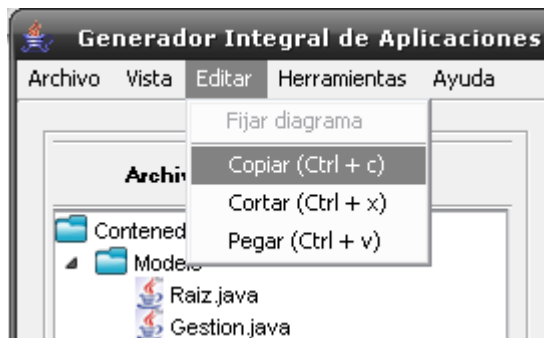 Generador Integral de Aplicaciones
Archivo Vista Editar Herramientas Ayuda
Fijar diagrama
Copiar (Ctrl + c)
Cortar (Ctrl + x)
Pegar (Ctrl + v)
Raiz.java
Gestion.java